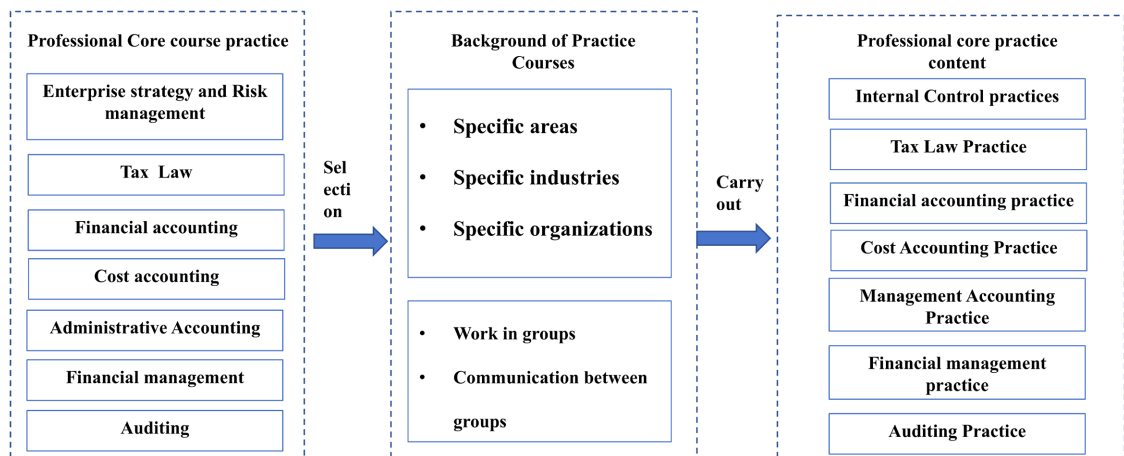 Professional Core course practice
Enterprise strategy and Risk
management
Tax Law
Financial accounting
Cost accounting
Administrative Accounting
Financial management
Auditing
Sel
ecti
on
Background of Practice
Courses
• Specific areas
• Specific industries
• Specific organizations
• Work in groups
• Communication between
groups
Carry
out
Professional core practice
content
Internal Control practices
Tax Law Practice
Financial accounting practice
Cost Accounting Practice
Management Accounting
Practice
Financial management
practice
Auditing Practice